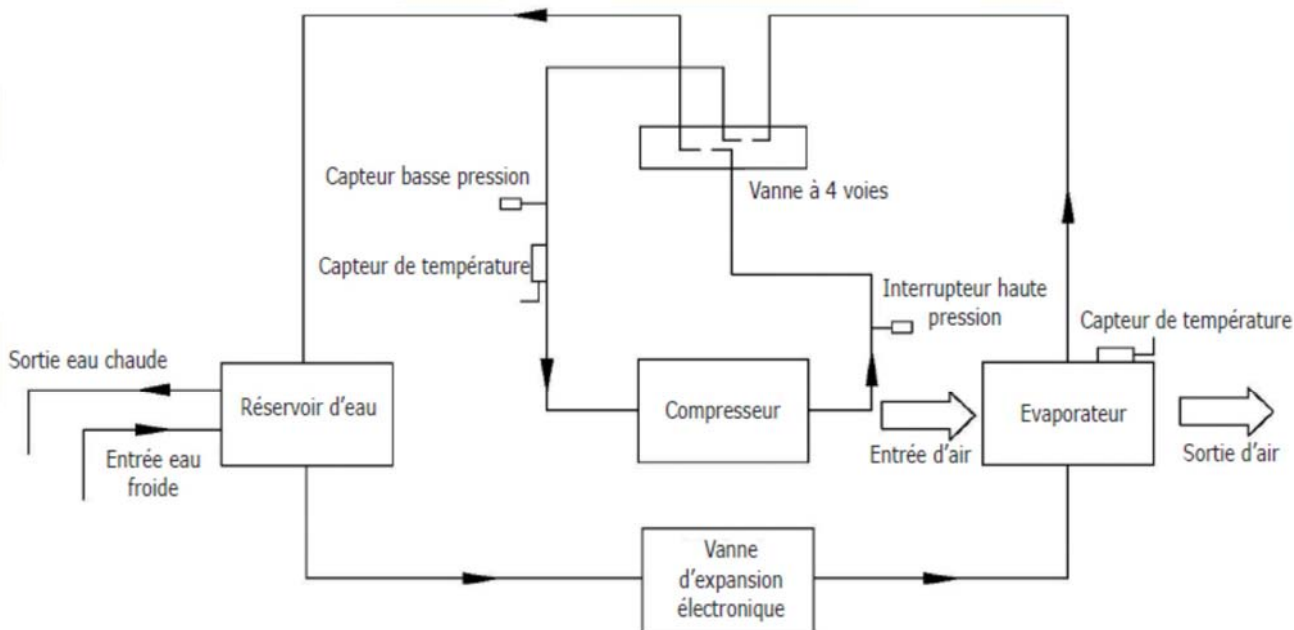 Capteur basse pression
Vanne à 4 voies
Capteur de température
Interrupteur haute
pression
Capteur de température
Sortie eau chaude
Réservoir d'eau
Compresseur
Evaporateur
Entrée eau
froide
Entrée d'air
Sortie d'air
Vanne
d'expansion
électronique